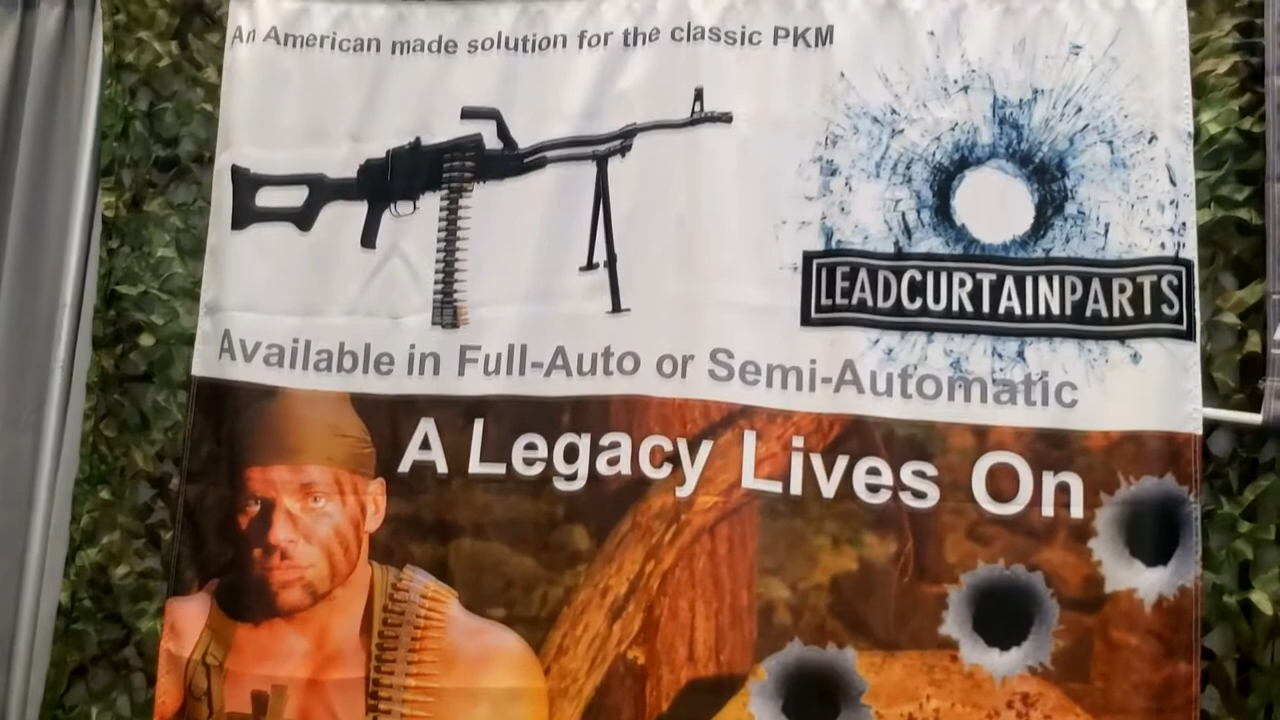 An American made solution for the classic PKM
LEADCURTAINPARTS
Available in Full-Auto or Semi-Automatic
A Legacy Lives On